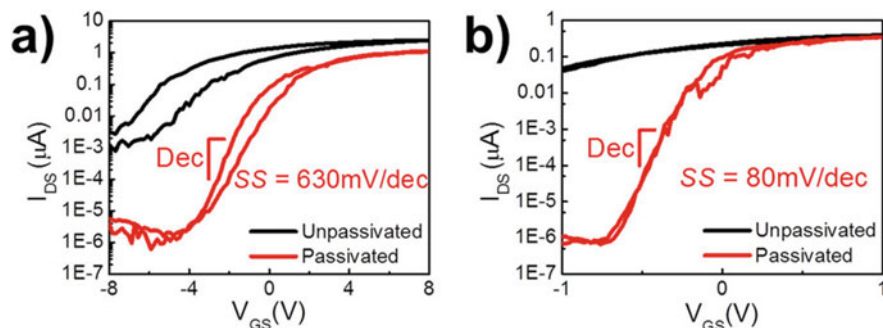 a)
10
1
0.1
0.01
1E-3
1E-4
1E-5
1E-6
1E-7
I_DS (μA)
Dec
SS = 630mV/dec
Unpassivated
Passivated
-8 -4 0 4 8
V_GS(V)
b)
1
0.1
0.01
1E-3
1E-4
1E-5
1E-6
1E-7
I_DS (μA)
Dec
SS = 80mV/dec
Unpassivated
Passivated
-1 0 1
V_GS(V)